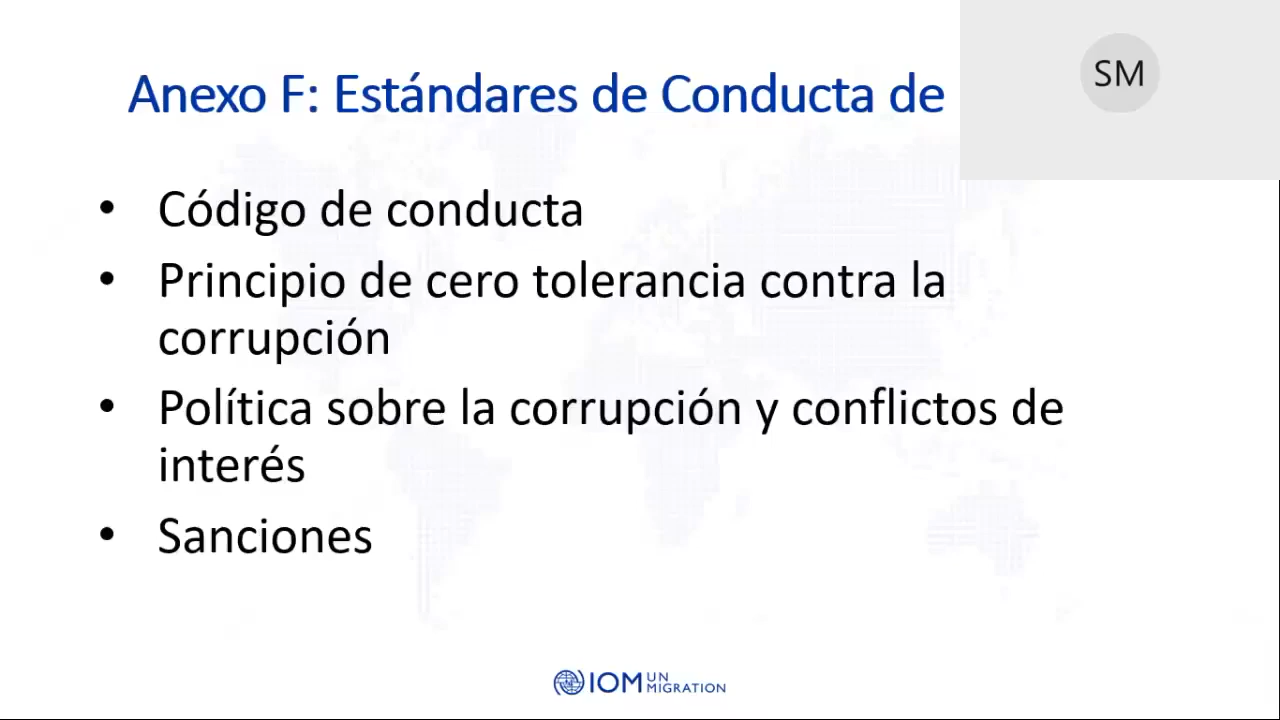 SM
Anexo F: Estándares de Conducta de
• Código de conducta
• Principio de cero tolerancia contra la
corrupción
• Política sobre la corrupción y conflictos de
interés
• Sanciones
IOM UN
MIGRATION